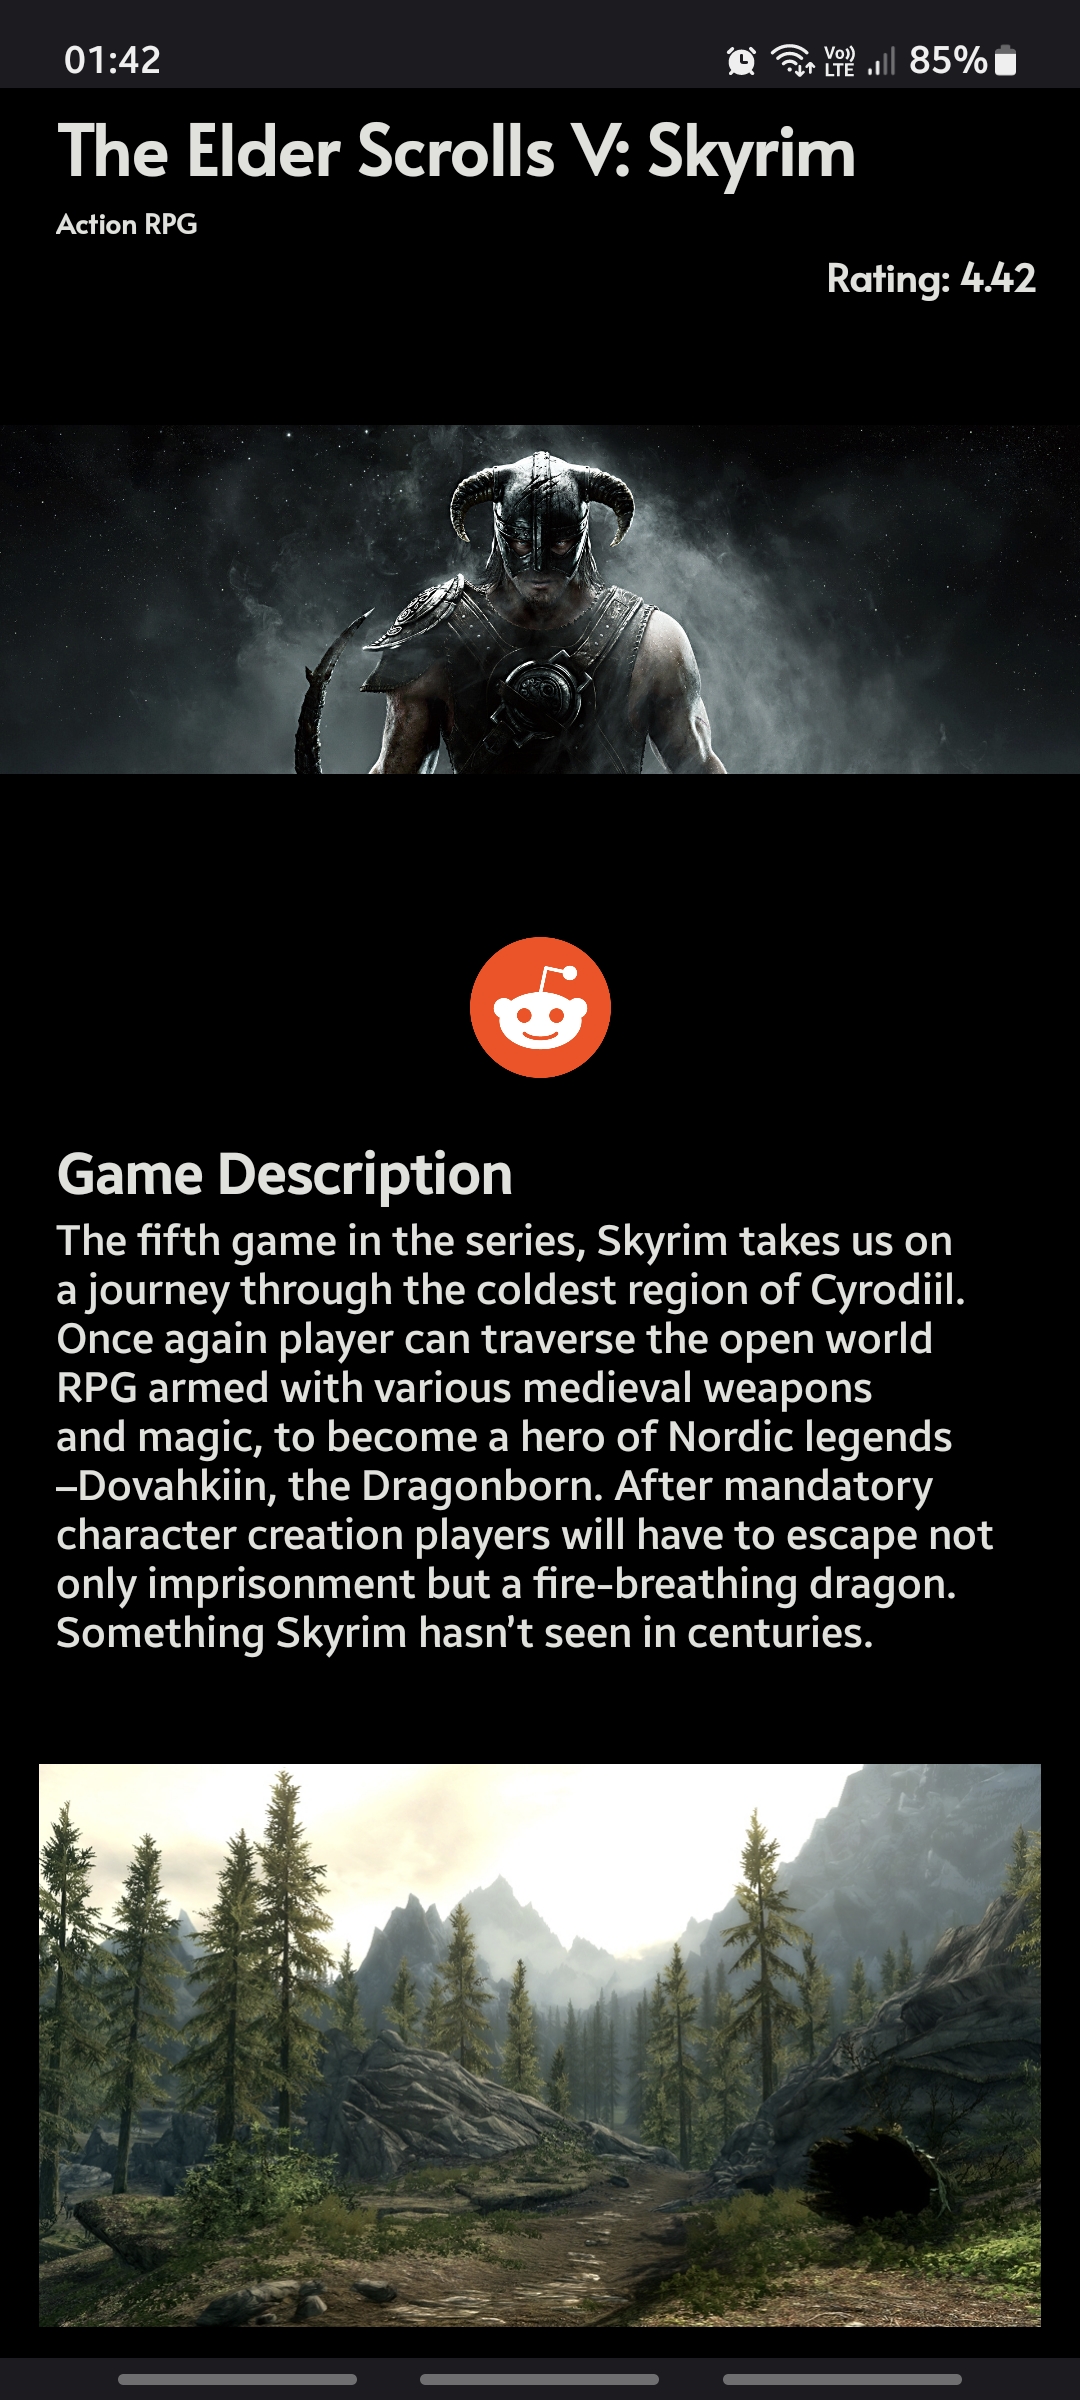 01:42
Vo)) LTE 85%
The Elder Scrolls V: Skyrim
Action RPG
Rating: 4.42
Game Description
The fifth game in the series, Skyrim takes us on
a journey through the coldest region of Cyrodiil.
Once again player can traverse the open world
RPG armed with various medieval weapons
and magic, to become a hero of Nordic legends
–Dovahkiin, the Dragonborn. After mandatory
character creation players will have to escape not
only imprisonment but a fire-breathing dragon.
Something Skyrim hasn’t seen in centuries.